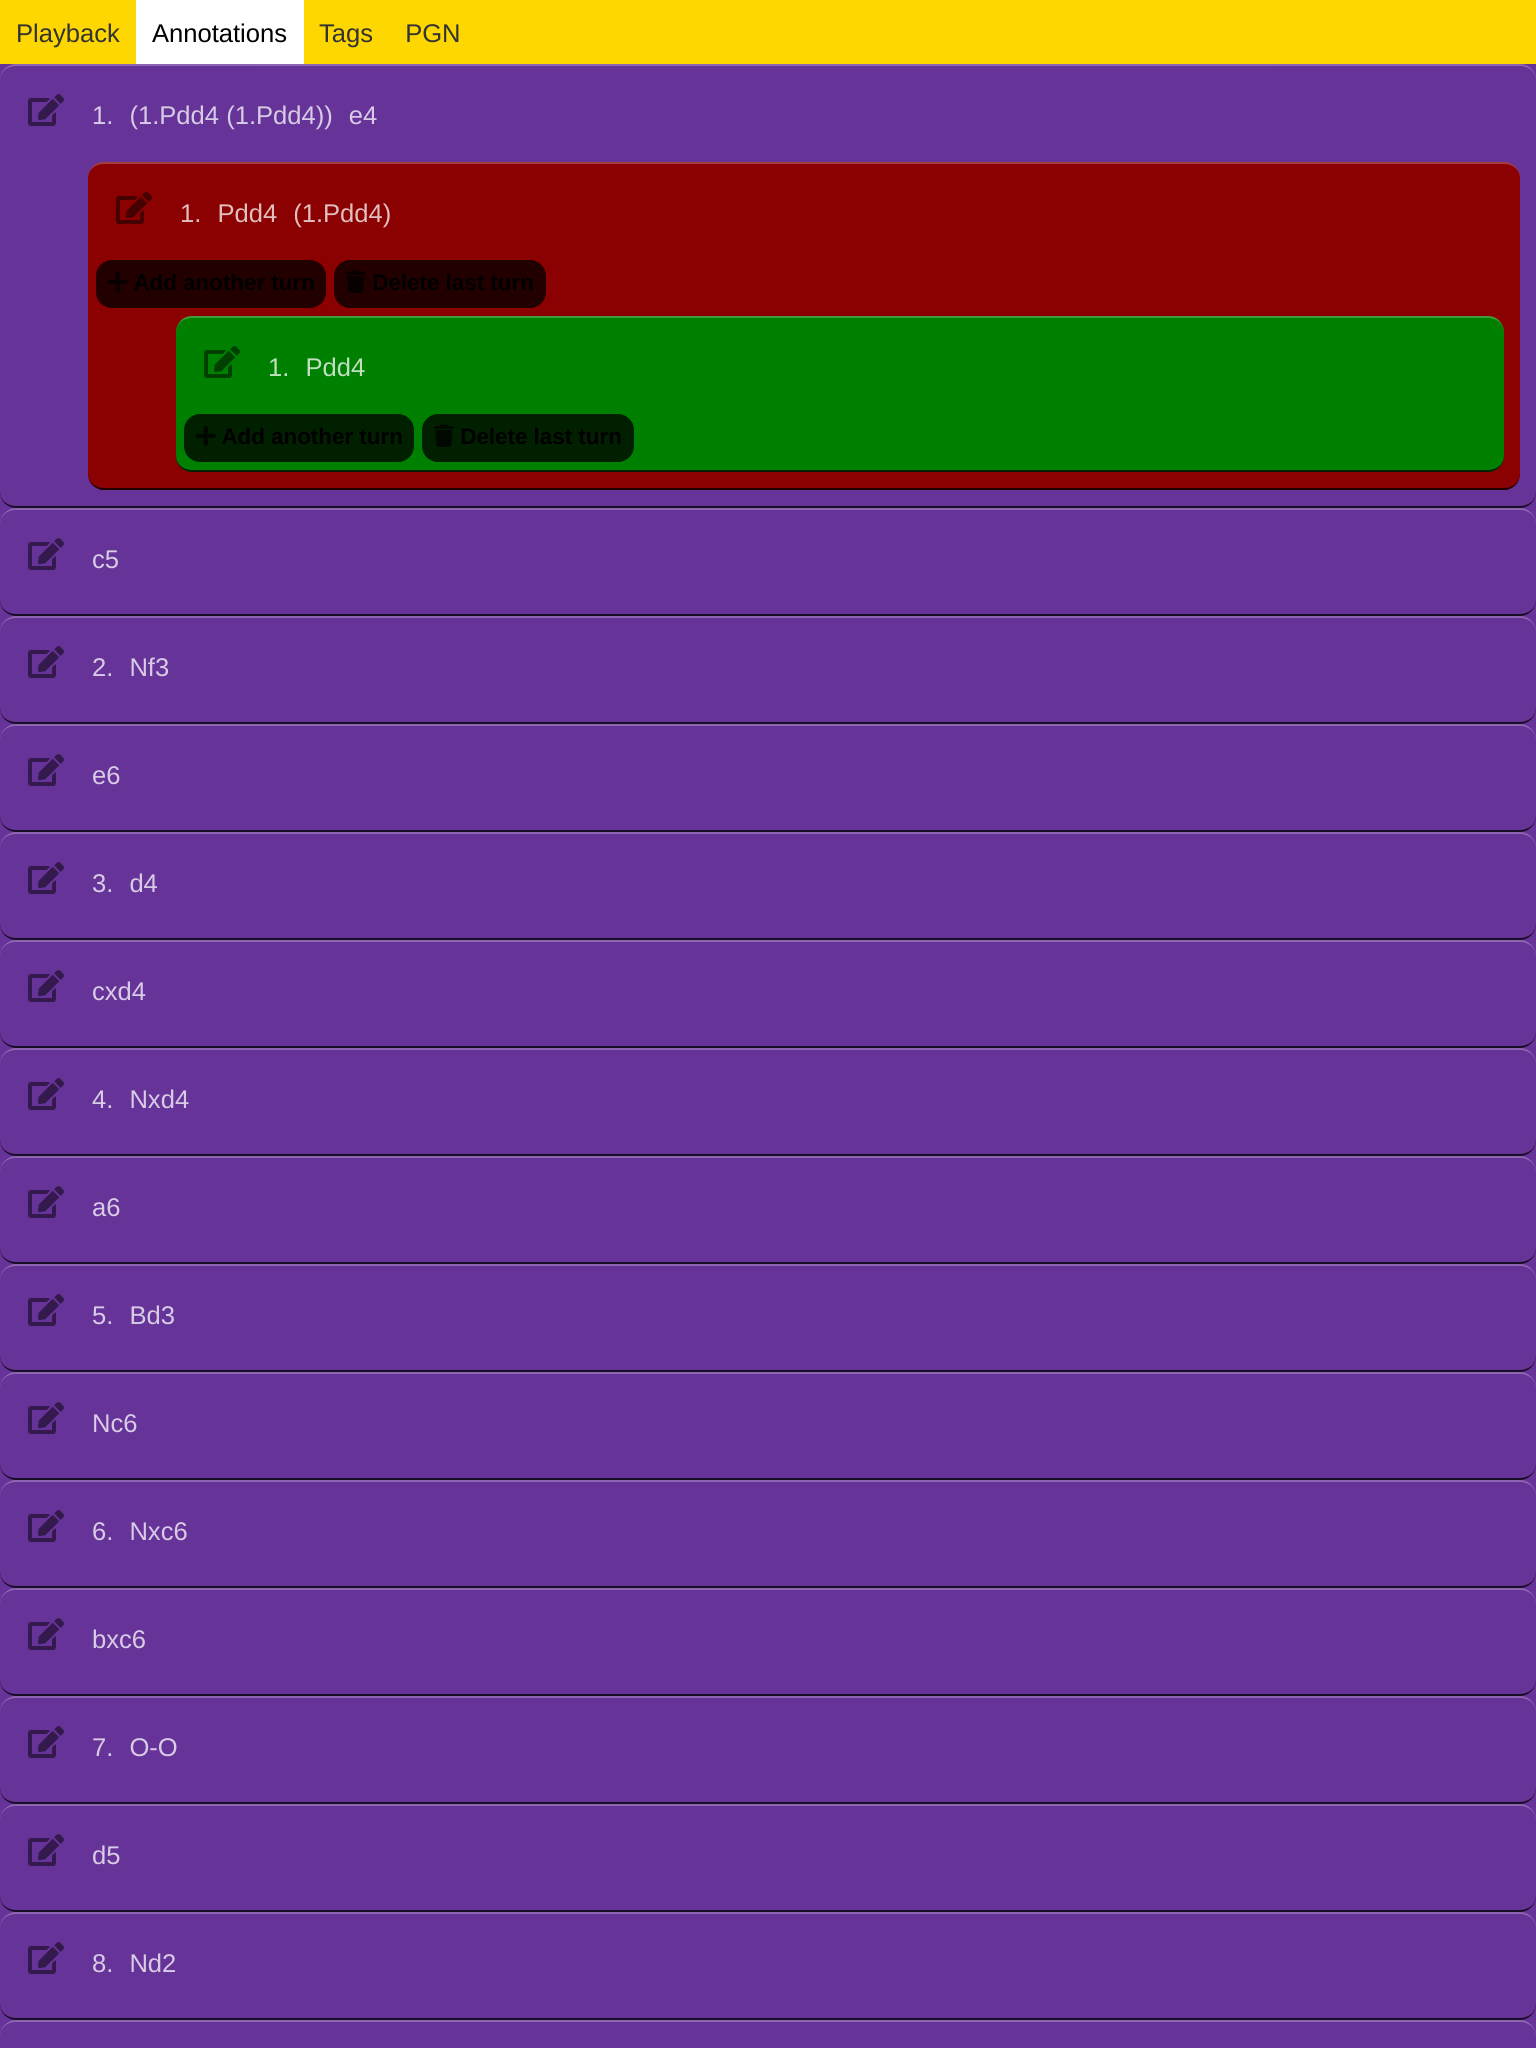 Playback Annotations Tags PGN
1. (1.Pdd4 (1.Pdd4)) e4
1. Pdd4 (1.Pdd4)
Add another turn Delete last turn
1. Pdd4
Add another turn Delete last turn
c5
2. Nf3
e6
3. d4
cxd4
4. Nxd4
a6
5. Bd3
Nc6
6. Nxc6
bxc6
7. O-O
d5
8. Nd2